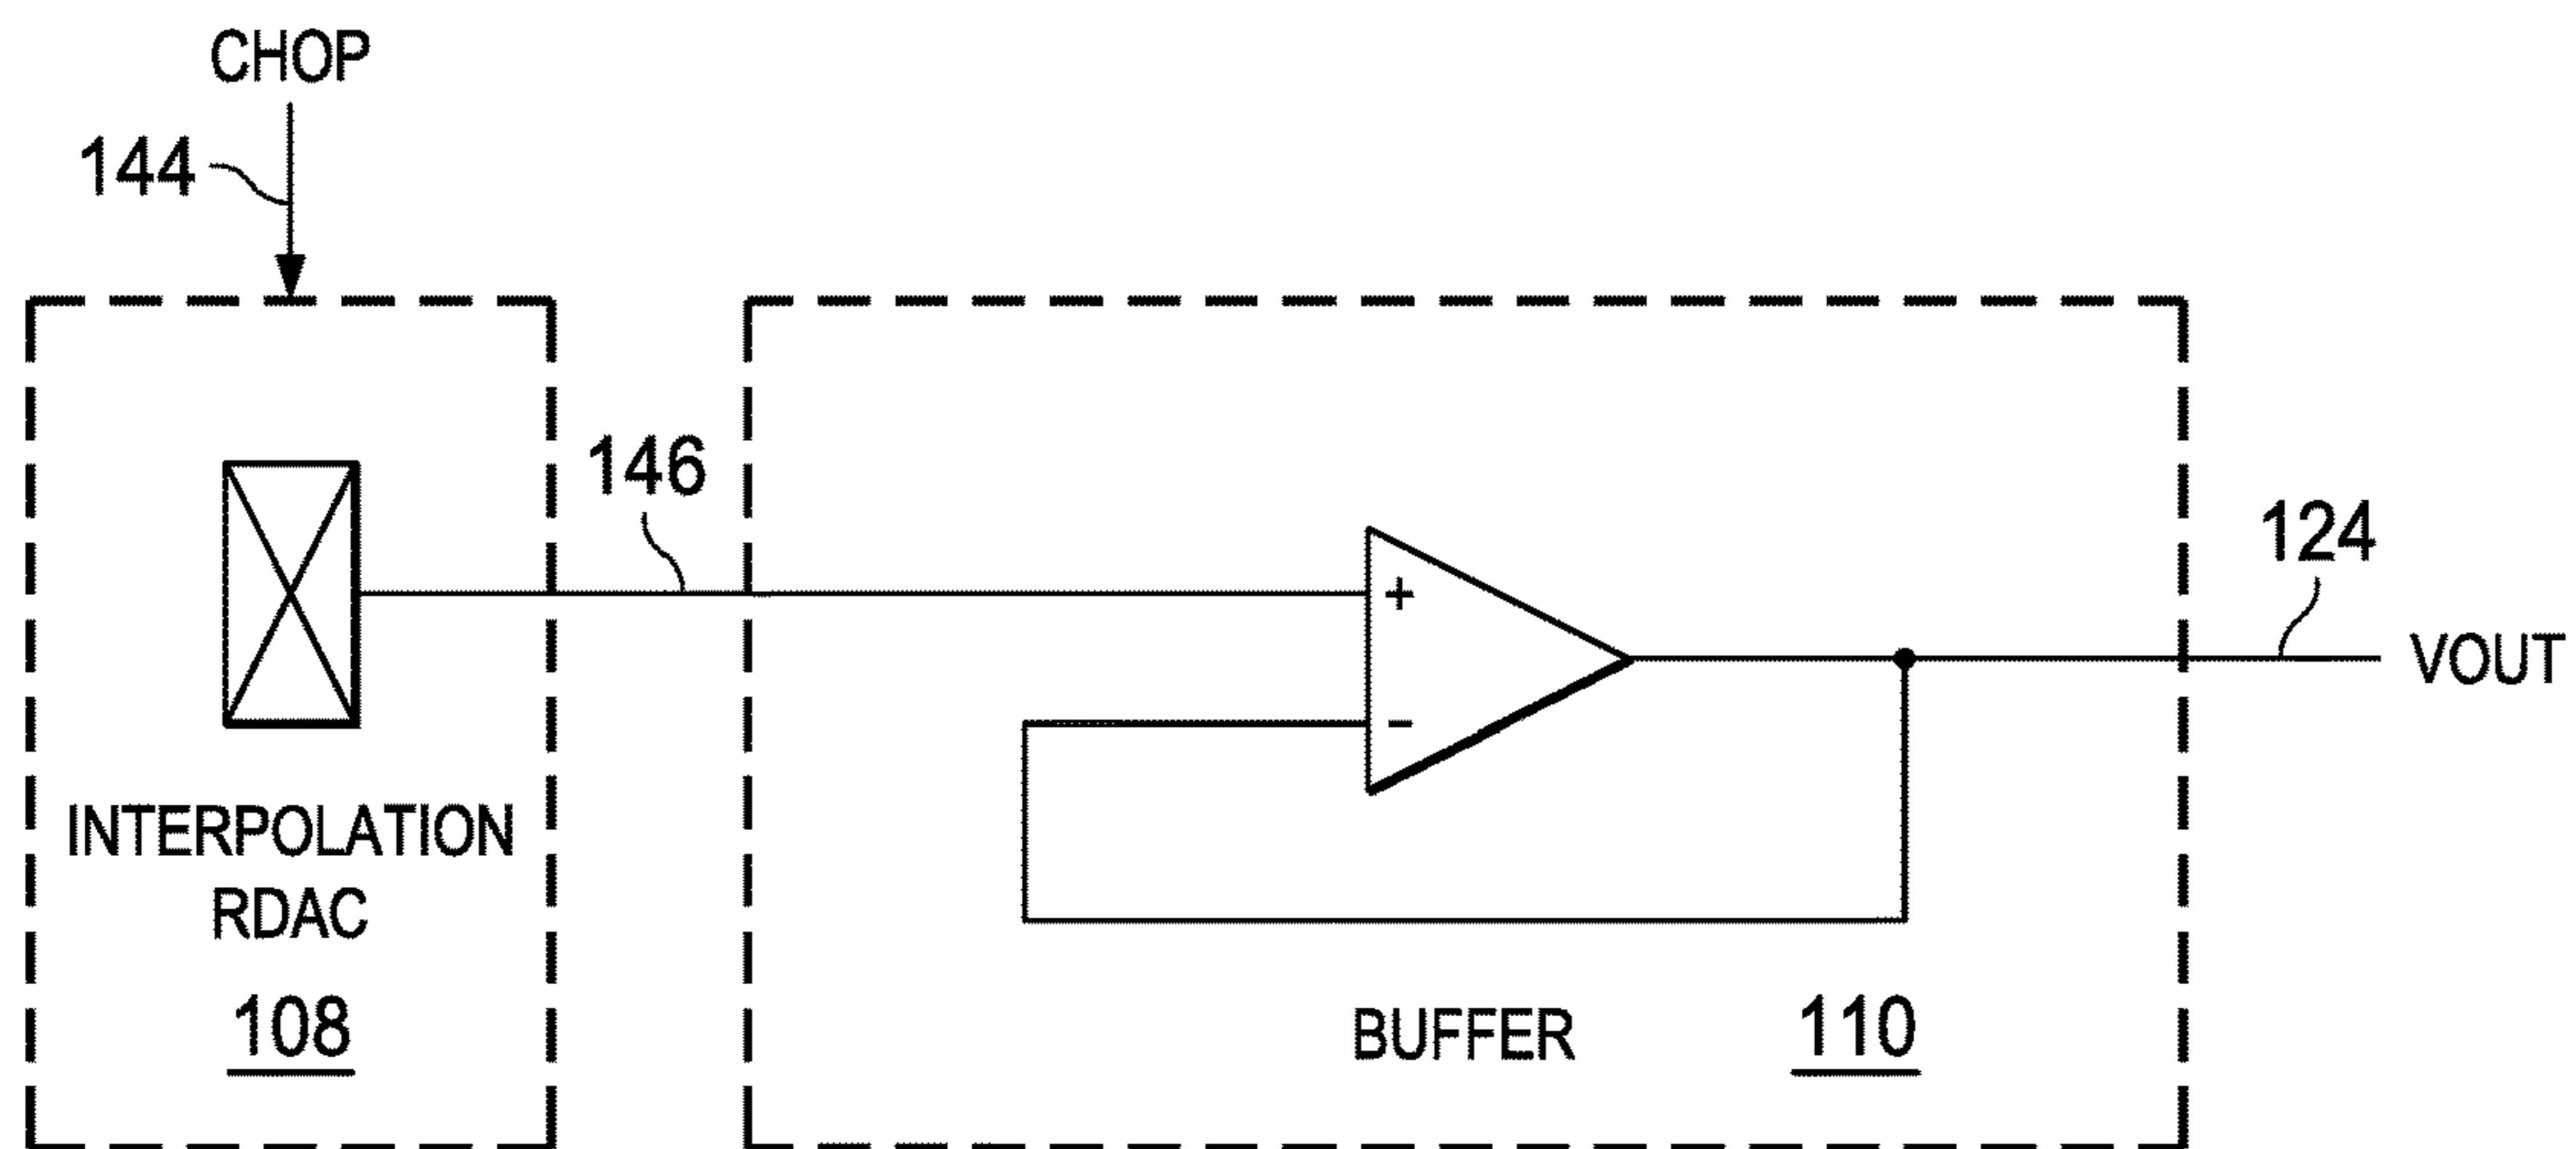 CHOP
144
146
+
−
124
VOUT
INTERPOLATION
RDAC
108
BUFFER 110